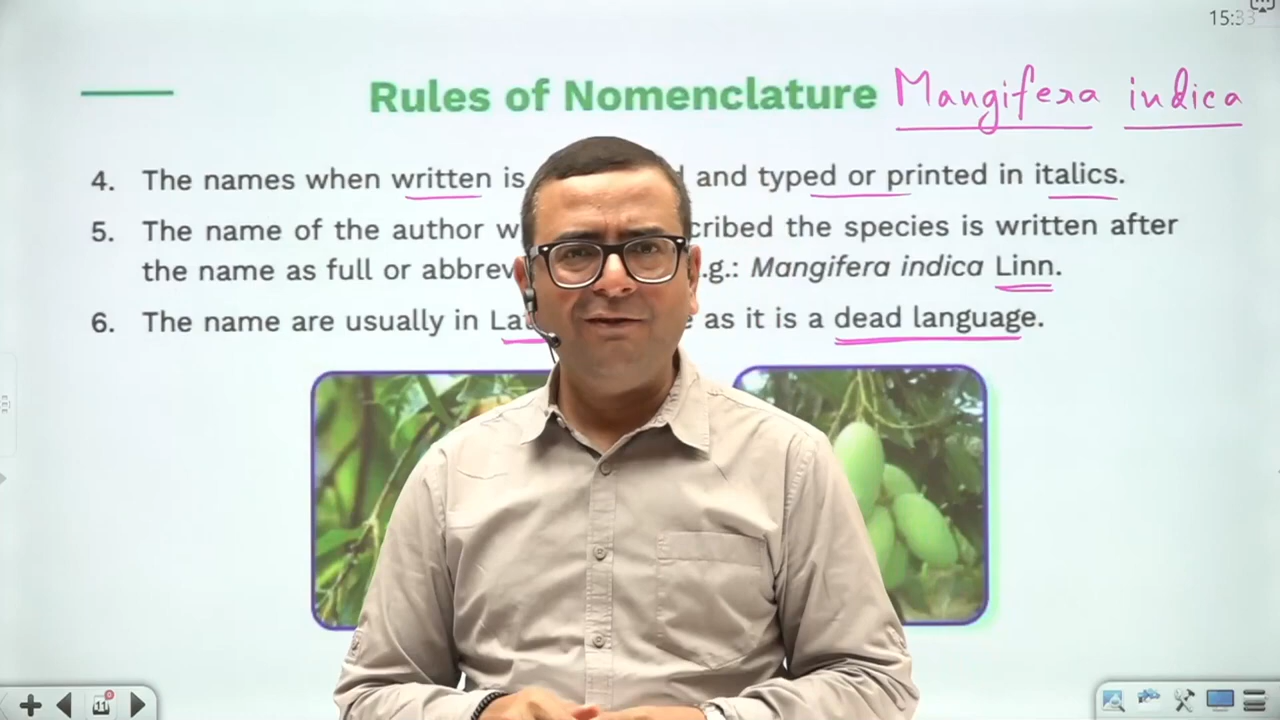 15:33
Rules of Nomenclature Mangifera indica
4. The names when written is and typed or printed in italics.
5. The name of the author w cribed the species is written after
the name as full or abbrev .g.: Mangifera indica Linn.
6. The name are usually in Lat as it is a dead language.
11